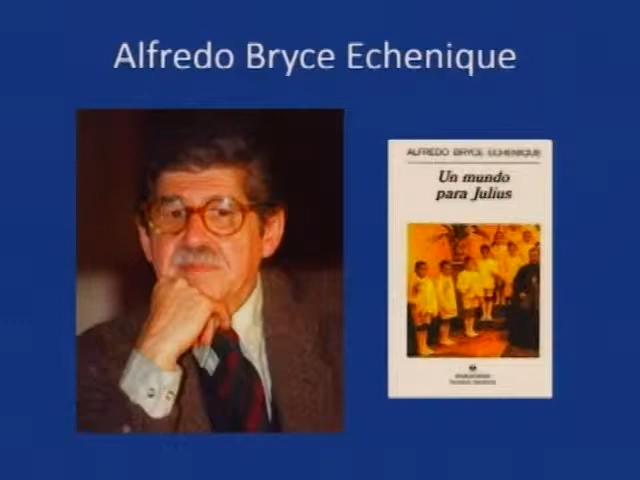 Alfredo Bryce Echenique
ALFREDO BRYCE ECHENIQUE
Un mundo
para Julius